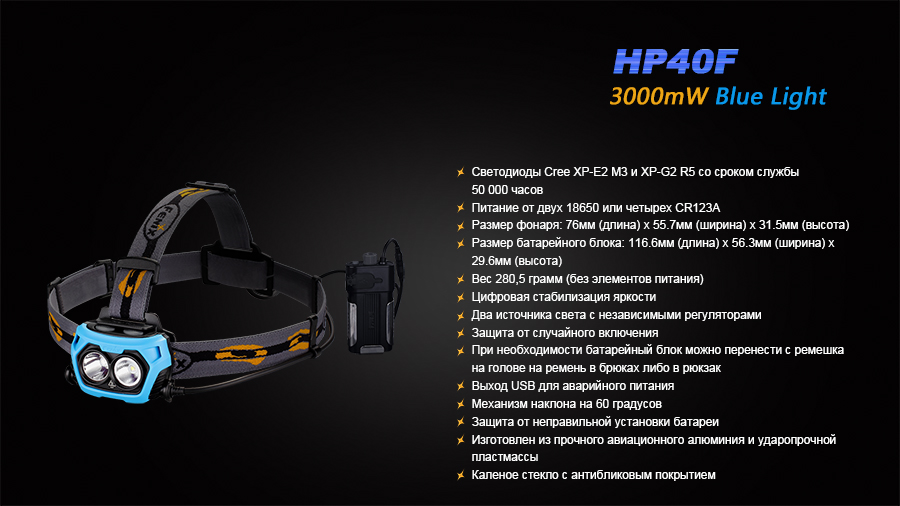 HP40F
3000mW Blue Light
FENIX
Светодиоды Cree XP-E2 M3 и XP-G2 R5 со сроком службы
50 000 часов
Питание от двух 18650 или четырех CR123A
Размер фонаря: 76мм (длина) x 55.7мм (ширина) x 31.5мм (высота)
Размер батарейного блока: 116.6мм (длина) x 56.3мм (ширина) x
29.6мм (высота)
Вес 280,5 грамм (без элементов питания)
Цифровая стабилизация яркости
Два источника света с независимыми регуляторами
Защита от случайного включения
При необходимости батарейный блок можно перенести с ремешка
на голове на ремень в брюках либо в рюкзак
Выход USB для аварийного питания
Механизм наклона на 60 градусов
Защита от неправильной установки батареи
Изготовлен из прочного авиационного алюминия и ударопрочной
пластмассы
Каленое стекло с антибликовым покрытием